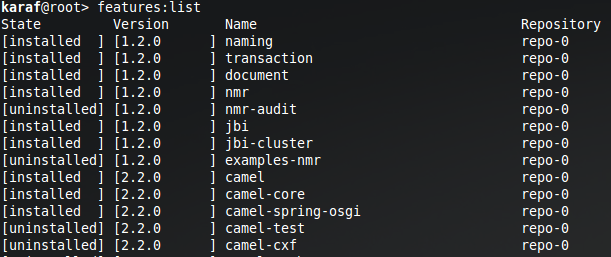 karaf@root> features:list
State         Version       Name                                 Repository
[installed  ] [1.2.0      ] naming                               repo-0
[installed  ] [1.2.0      ] transaction                          repo-0
[installed  ] [1.2.0      ] document                             repo-0
[installed  ] [1.2.0      ] nmr                                  repo-0
[uninstalled] [1.2.0      ] nmr-audit                            repo-0
[installed  ] [1.2.0      ] jbi                                  repo-0
[installed  ] [1.2.0      ] jbi-cluster                          repo-0
[uninstalled] [1.2.0      ] examples-nmr                         repo-0
[installed  ] [2.2.0      ] camel                                repo-0
[installed  ] [2.2.0      ] camel-core                           repo-0
[installed  ] [2.2.0      ] camel-spring-osgi                    repo-0
[uninstalled] [2.2.0      ] camel-test                           repo-0
[uninstalled] [2.2.0      ] camel-cxf                            repo-0